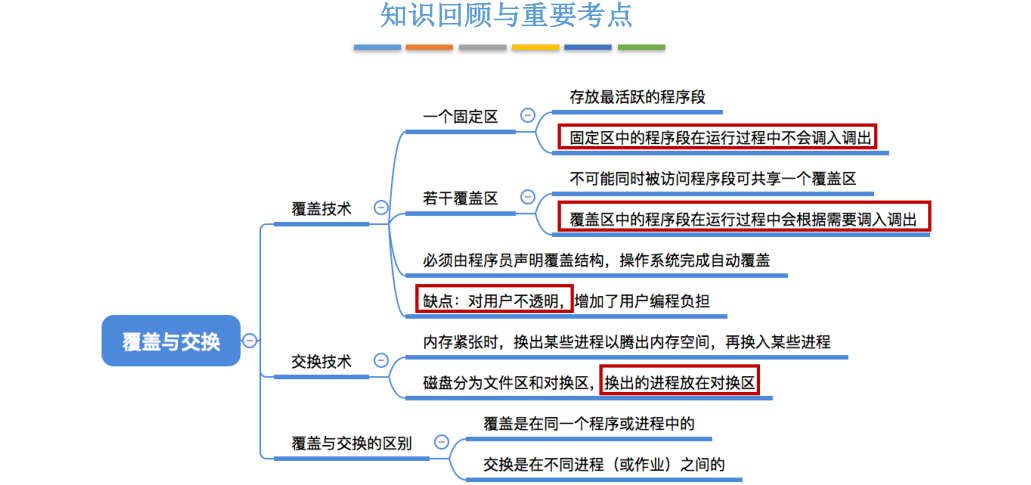 知识回顾与重要考点
存放最活跃的程序段
一个固定区
固定区中的程序段在运行过程中不会调入调出
不可能同时被访问程序段可共享一个覆盖区
若干覆盖区
覆盖技术
覆盖区中的程序段在运行过程中会根据需要调入调出
必须由程序员声明覆盖结构，操作系统完成自动覆盖
缺点：对用户不透明，增加了用户编程负担
覆盖与交换
内存紧张时，换出某些进程以腾出内存空间，再换入某些进程
交换技术
磁盘分为文件区和对换区，换出的进程放在对换区
覆盖是在同一个程序或进程中的
覆盖与交换的区别
交换是在不同进程（或作业）之间的